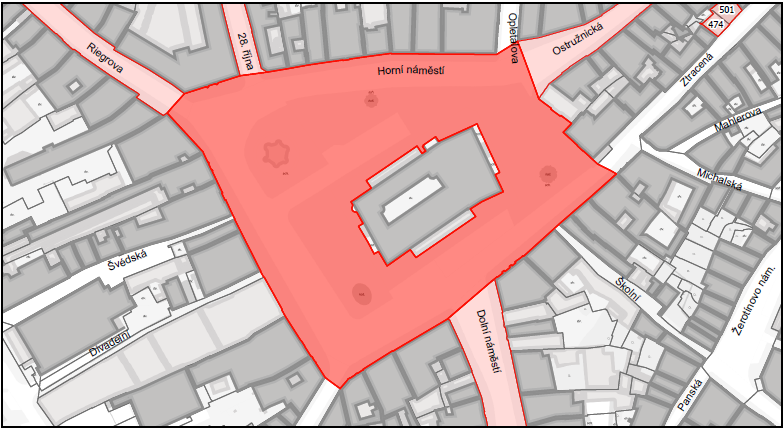 501
474
Riegrova
28. října
Opletalova
Ostružnická
Horní náměstí
Ztracená
Mahlerova
Michalská
Švédská
Školní
Žerotínovo nám.
Divadelní
Dolní náměstí
Panská